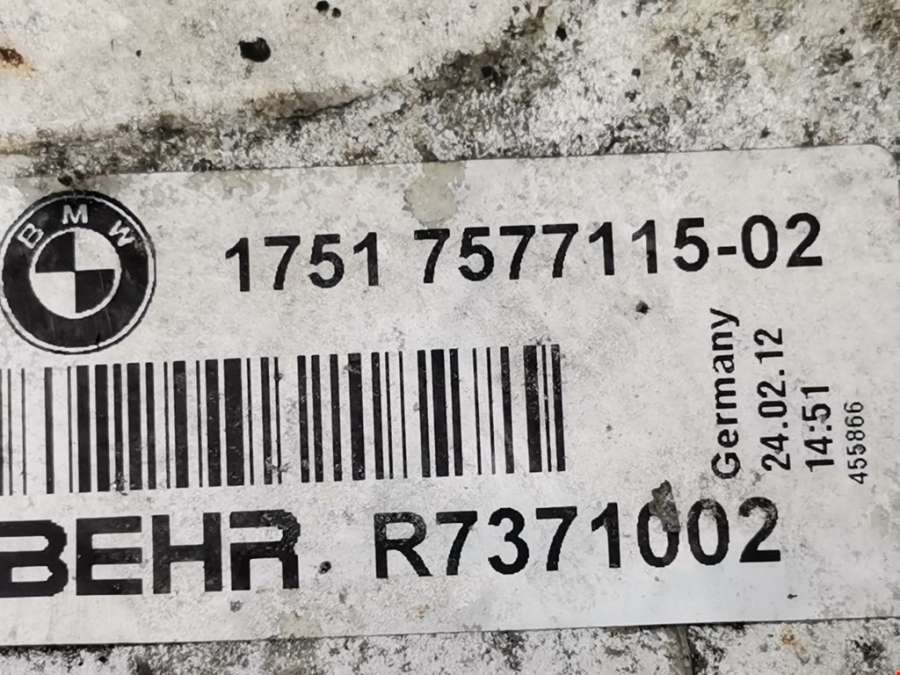 BMW
1751 7577115-02
Germany
24.02.12
14:51
455866
BEHR R7371002